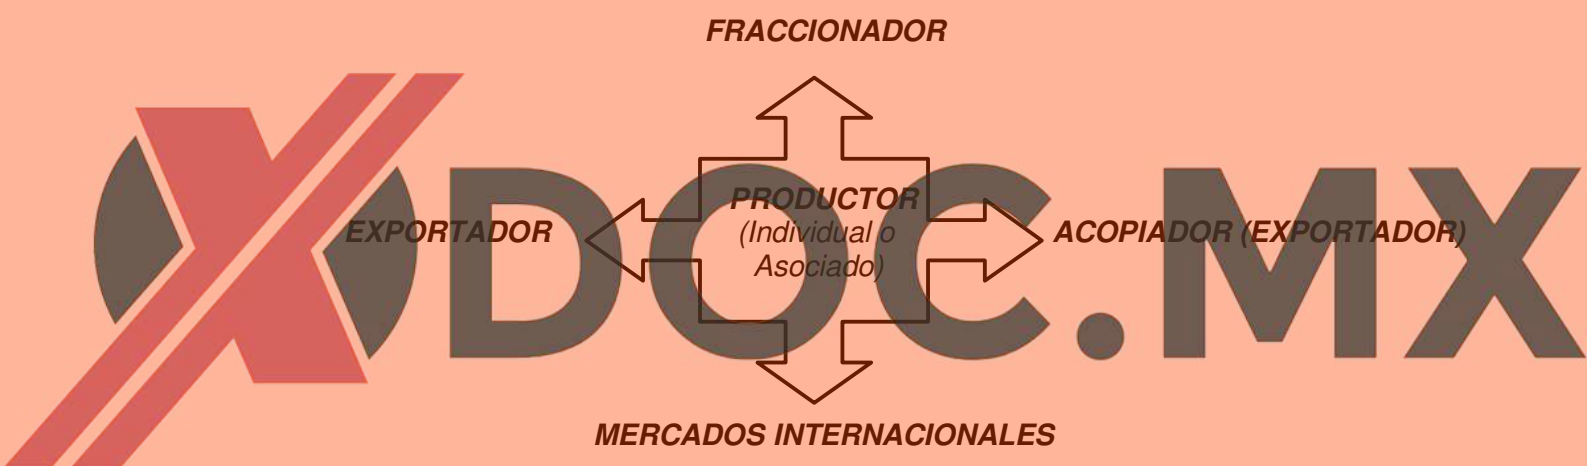 FRACCIONADOR
PRODUCTOR
(Individual o
Asociado)
EXPORTADOR
ACOPIADOR (EXPORTADOR)
MERCADOS INTERNACIONALES
XDOC.MX